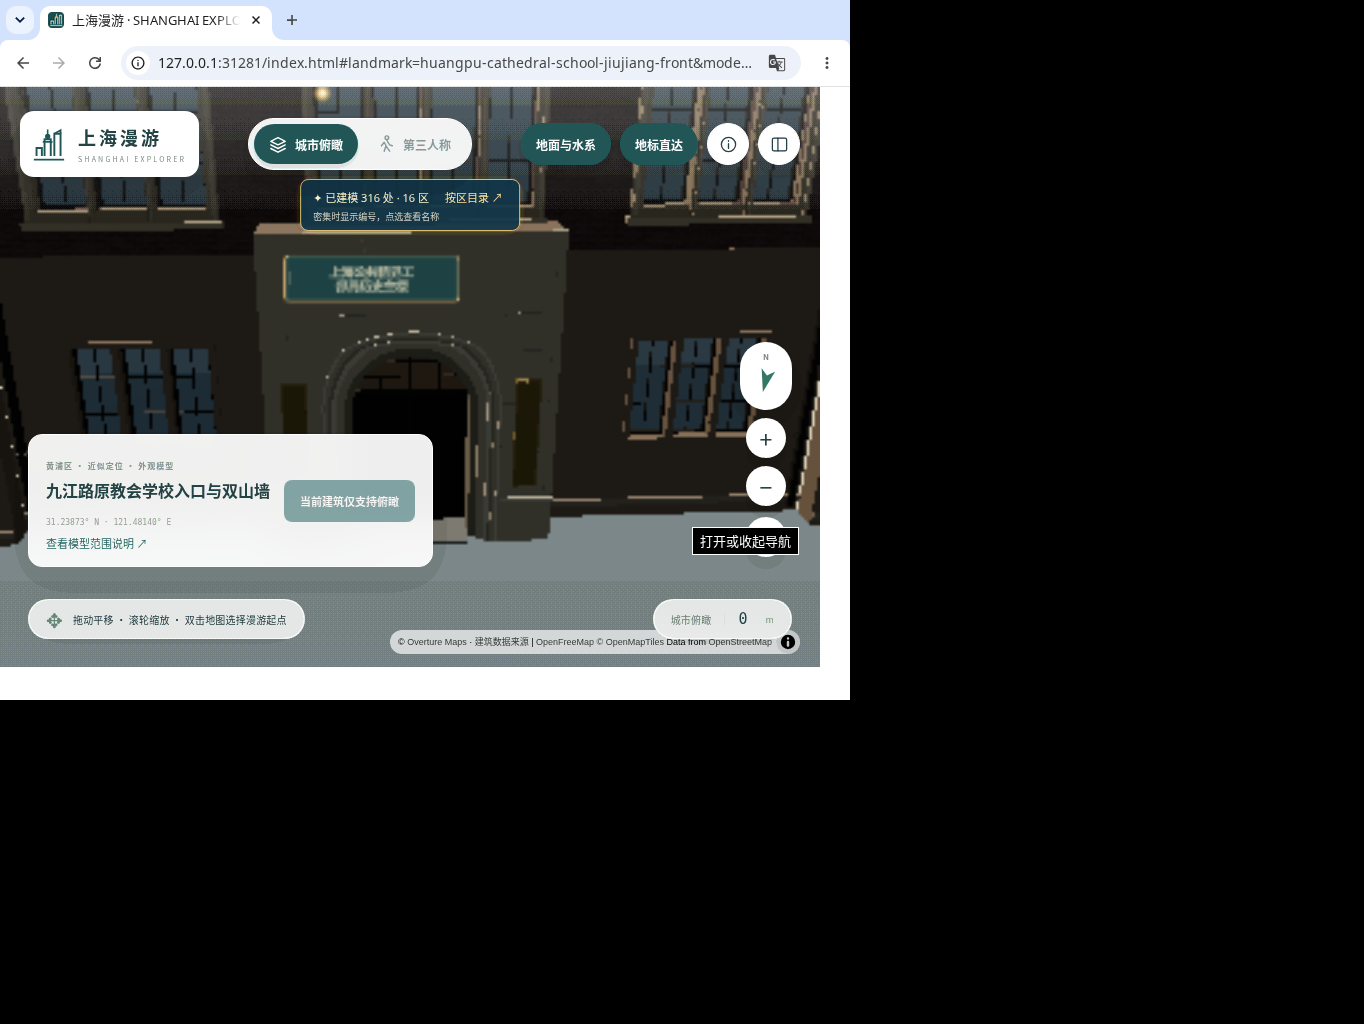 上海漫游 · SHANGHAI EXPLO
127.0.0.1:31281/index.html#landmark=huangpu-cathedral-school-jiujiang-front&mode...
上海漫游
SHANGHAI EXPLORER
城市俯瞰
第三人称
地面与水系
地标直达
✦ 已建模 316 处 · 16 区 按区目录 ↗
密集时显示编号，点选查看名称
N
黄浦区 · 近似定位 · 外观模型
九江路原教会学校入口与双山墙
当前建筑仅支持俯瞰
31.23873° N · 121.48140° E
查看模型范围说明 ↗
打开或收起导航
拖动平移 · 滚轮缩放 · 双击地图选择漫游起点
城市俯瞰 0 m
© Overture Maps · 建筑数据来源 | OpenFreeMap © OpenMapTiles Data from OpenStreetMap